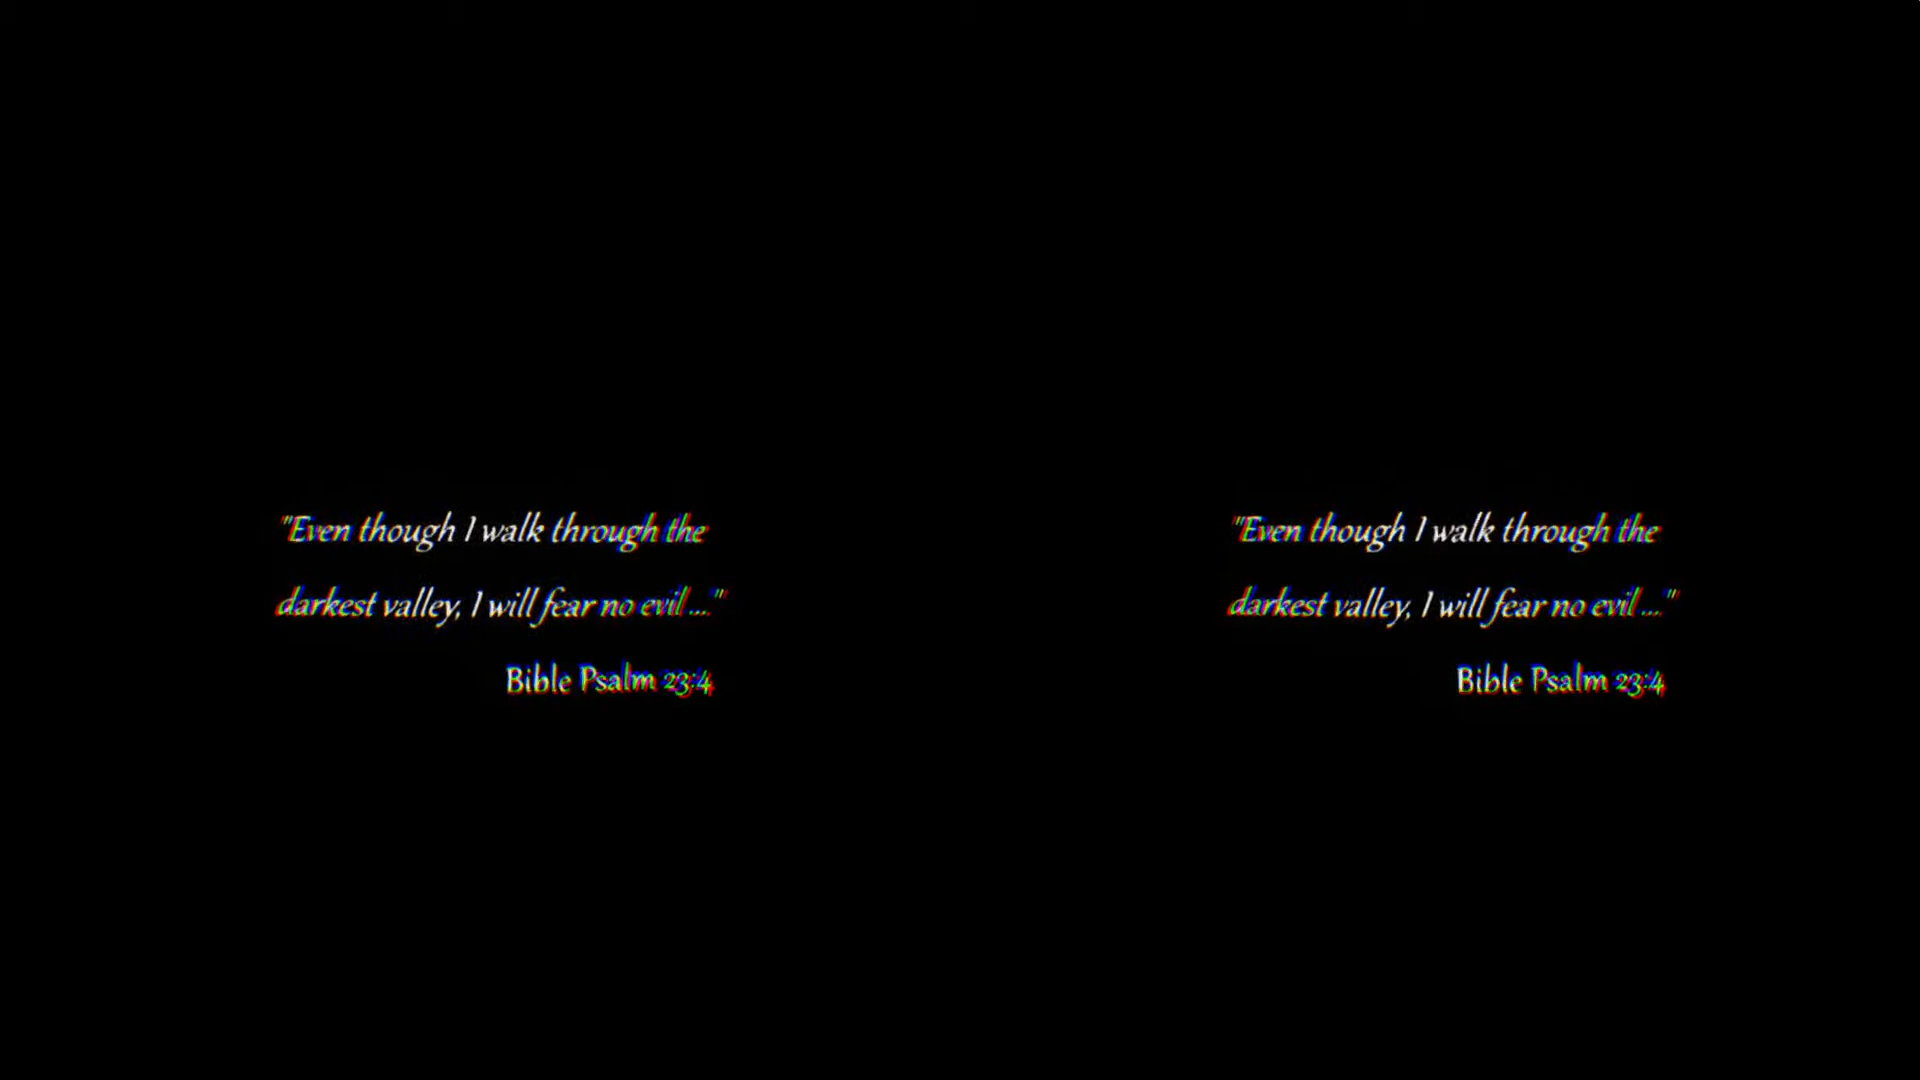 "Even though I walk through the
darkest valley, I will fear no evil ..."
Bible Psalm 23:4
"Even though I walk through the
darkest valley, I will fear no evil ..."
Bible Psalm 23:4